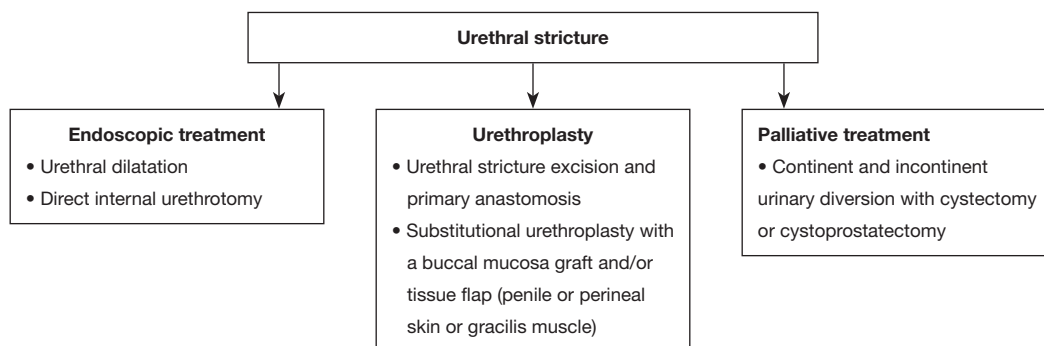 Urethral stricture
Endoscopic treatment
• Urethral dilatation
• Direct internal urethrotomy
Urethroplasty
• Urethral stricture excision and
primary anastomosis
• Substitutional urethroplasty with
a buccal mucosa graft and/or
tissue flap (penile or perineal
skin or gracilis muscle)
Palliative treatment
• Continent and incontinent
urinary diversion with cystectomy
or cystoprostatectomy